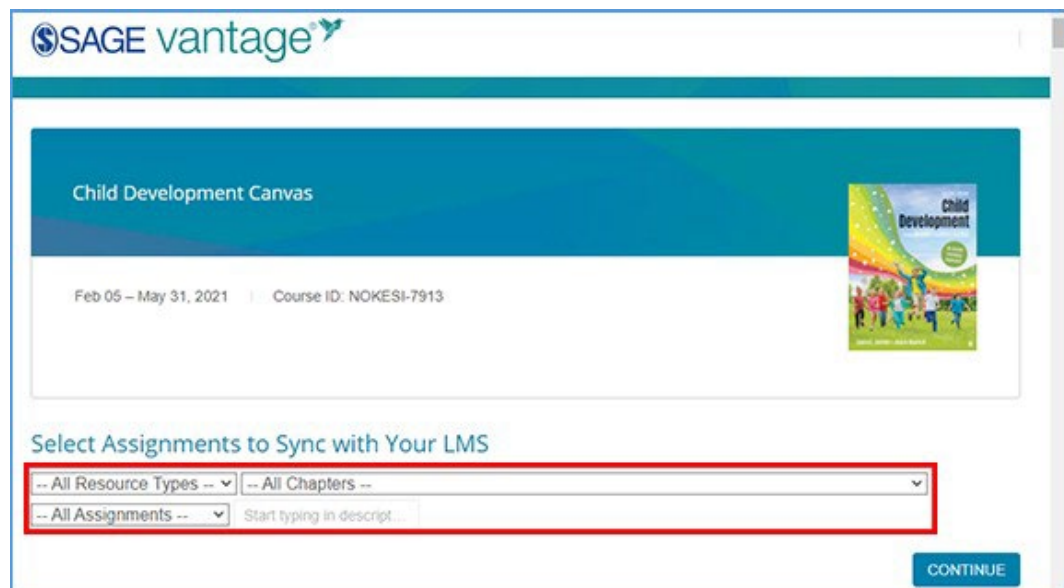 SAGE vantage
Child Development Canvas
Child
Development
Feb 05 – May 31, 2021 Course ID: NOKESI-7913
Select Assignments to Sync with Your LMS
-- All Resource Types -- -- All Chapters --
-- All Assignments -- Start typing in descript...
CONTINUE